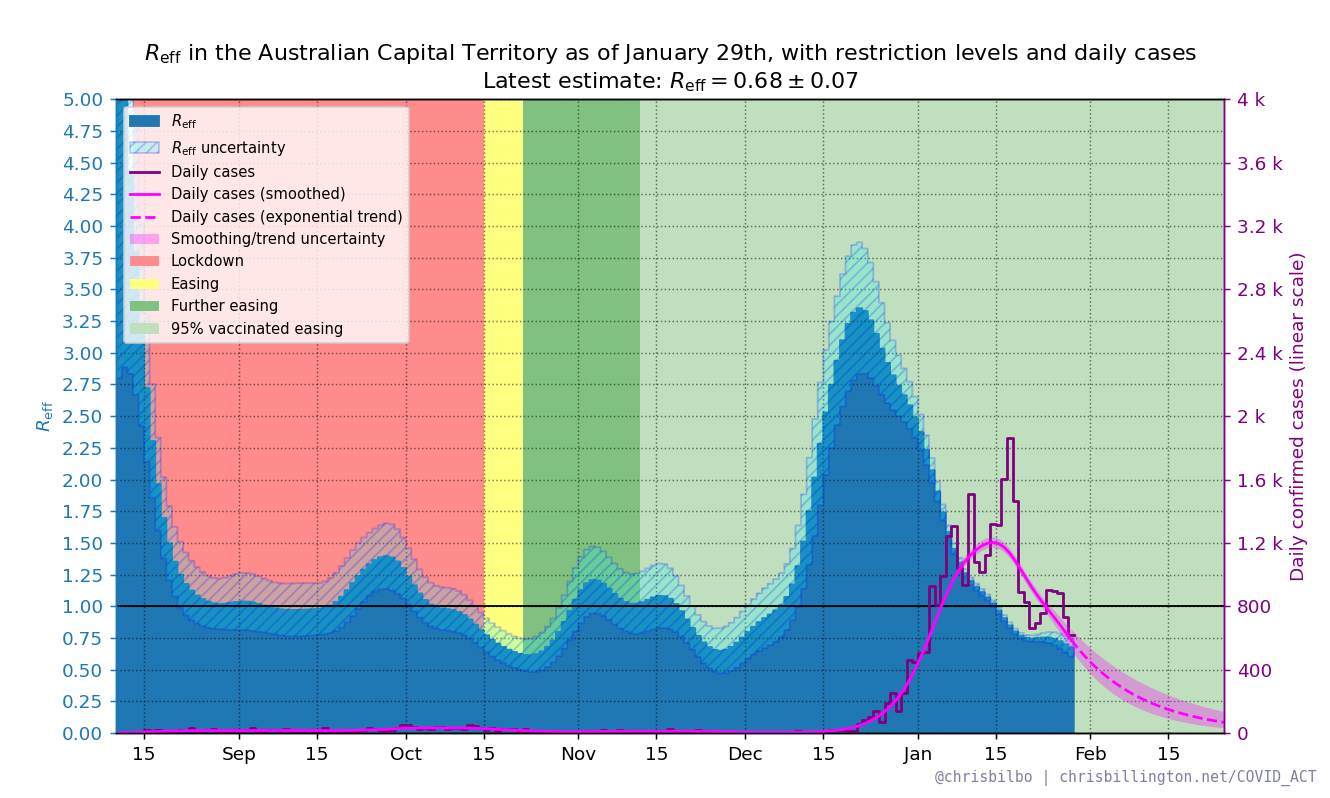 R_eff in the Australian Capital Territory as of January 29th, with restriction levels and daily cases
Latest estimate: R_eff = 0.68 ± 0.07
R_eff
R_eff uncertainty
Daily cases
Daily cases (smoothed)
Daily cases (exponential trend)
Smoothing/trend uncertainty
Lockdown
Easing
Further easing
95% vaccinated easing
R_eff
5.00
4.75
4.50
4.25
4.00
3.75
3.50
3.25
3.00
2.75
2.50
2.25
2.00
1.75
1.50
1.25
1.00
0.75
0.50
0.25
0.00
4 k
3.6 k
3.2 k
2.8 k
2.4 k
2 k
1.6 k
1.2 k
800
400
0
Daily confirmed cases (linear scale)
15 Sep 15 Oct 15 Nov 15 Dec 15 Jan 15 Feb 15
@chrisbilbo | chrisbillington.net/COVID_ACT